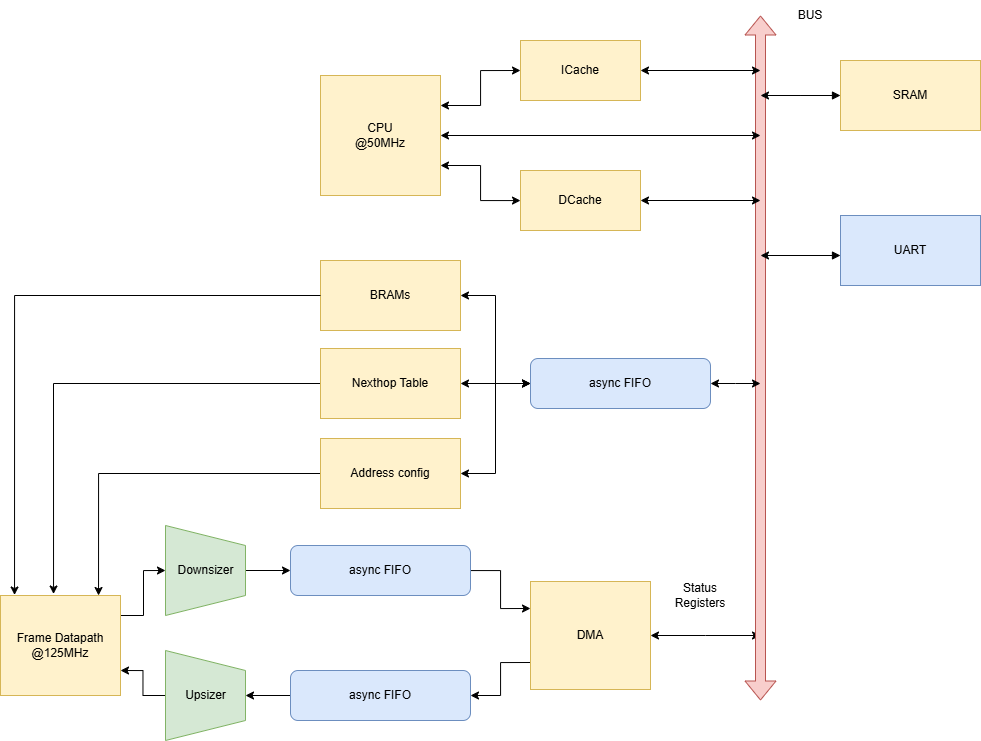 BUS
ICache
SRAM
CPU
@50MHz
DCache
UART
BRAMs
Nexthop Table
async FIFO
Address config
Downsizer
async FIFO
Status
Registers
Frame Datapath
@125MHz
DMA
Upsizer
async FIFO